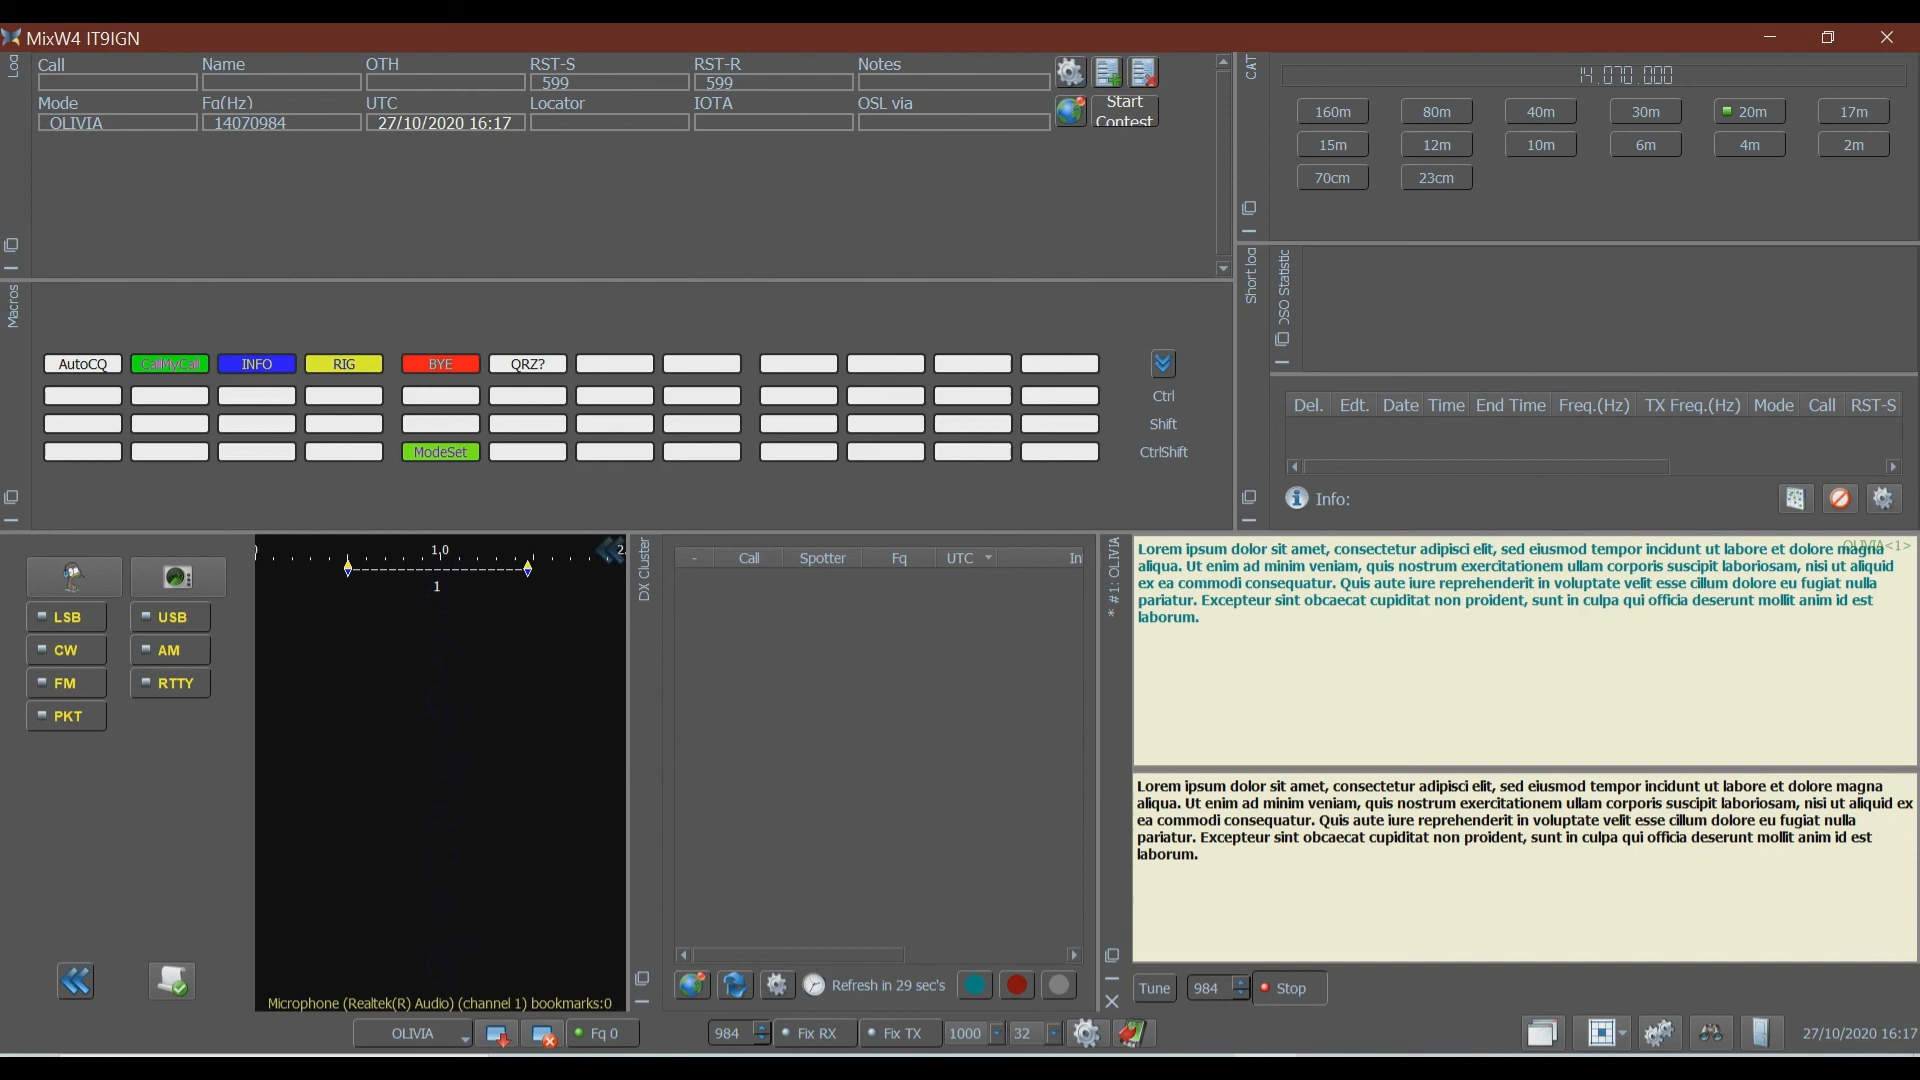 MixW4 IT9IGN
Log
Call Name QTH RST-S RST-R Notes
599 599
Mode Fq(Hz) UTC Locator IOTA QSL via
OLIVIA 14070984 27/10/2020 16:17
Start
Contest
CAT
14.070.000
160m 80m 40m 30m 20m 17m
15m 12m 10m 6m 4m 2m
70cm 23cm
Macros
AutoCQ CallMyCall INFO RIG BYE QRZ?
Ctrl
Shift
ModeSet CtrlShift
Short log
QSO Statistic
Del. Edt. Date Time End Time Freq.(Hz) TX Freq.(Hz) Mode Call RST-S
Info:
LSB USB
CW AM
FM RTTY
PKT
1,0 2
1
Microphone (Realtek(R) Audio) (channel 1) bookmarks:0
DX Cluster
- Call Spotter Fq UTC In
Refresh in 29 sec's
* #1: OLIVIA
OLIVIA<1>
Lorem ipsum dolor sit amet, consectetur adipisci elit, sed eiusmod tempor incidunt ut labore et dolore magna
aliqua. Ut enim ad minim veniam, quis nostrum exercitationem ullam corporis suscipit laboriosam, nisi ut aliquid
ex ea commodi consequatur. Quis aute iure reprehenderit in voluptate velit esse cillum dolore eu fugiat nulla
pariatur. Excepteur sint obcaecat cupiditat non proident, sunt in culpa qui officia deserunt mollit anim id est
laborum.
Lorem ipsum dolor sit amet, consectetur adipisci elit, sed eiusmod tempor incidunt ut labore et dolore magna
aliqua. Ut enim ad minim veniam, quis nostrum exercitationem ullam corporis suscipit laboriosam, nisi ut aliquid ex
ea commodi consequatur. Quis aute iure reprehenderit in voluptate velit esse cillum dolore eu fugiat nulla
pariatur. Excepteur sint obcaecat cupiditat non proident, sunt in culpa qui officia deserunt mollit anim id est
laborum.
Tune 984 Stop
OLIVIA Fq 0 984 Fix RX Fix TX 1000 32 27/10/2020 16:17